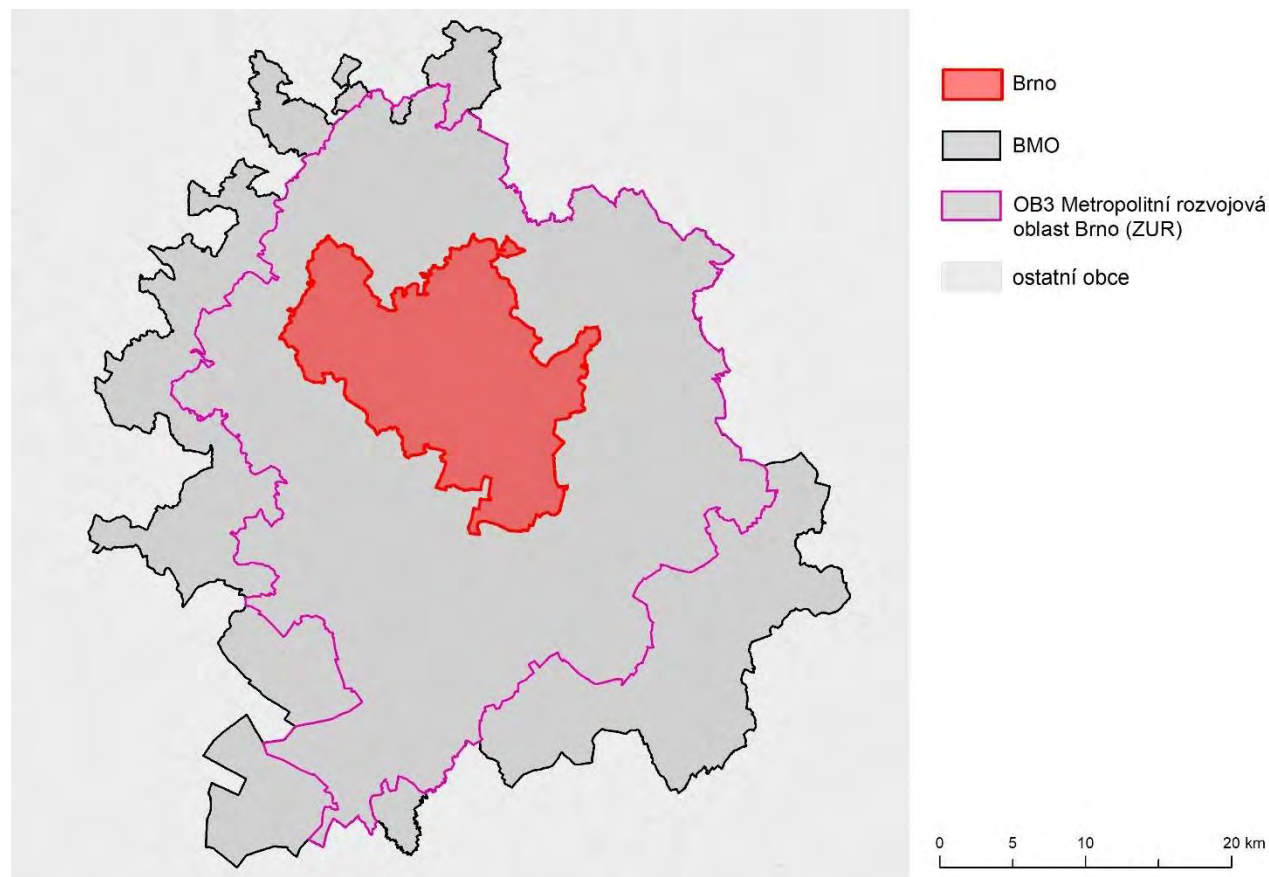 Brno
BMO
OB3 Metropolitní rozvojová
oblast Brno (ZUR)
ostatní obce
0 5 10 20 km